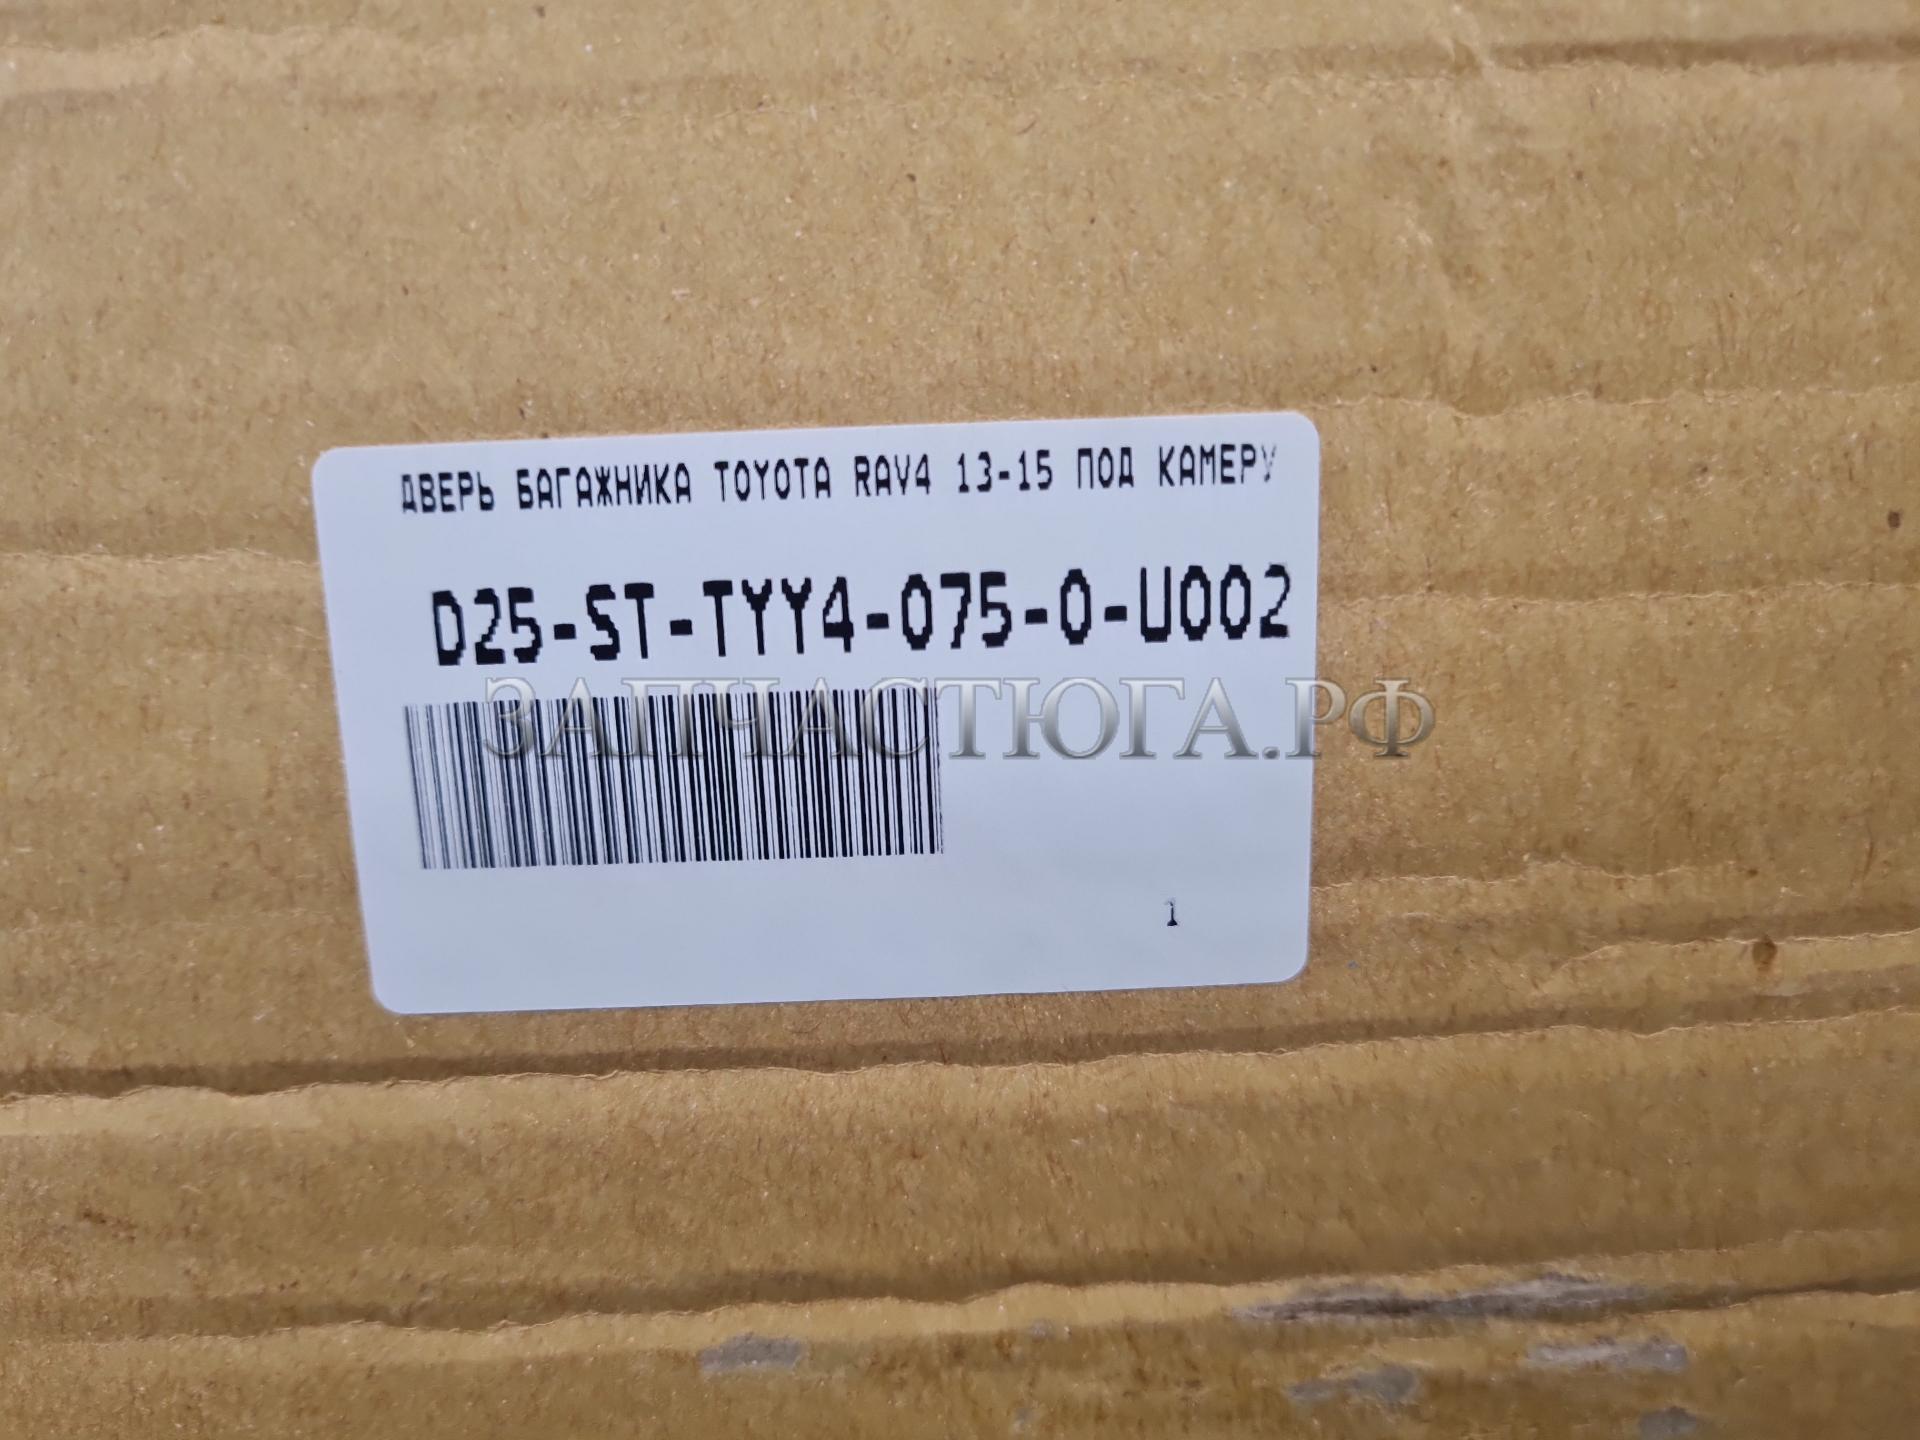 ДВЕРЬ БАГАЖНИКА TOYOTA RAV4 13-15 ПОД КАМЕРУ
D25-ST-TYY4-075-0-U002
ЗАПЧАСТЮГА.РФ
1